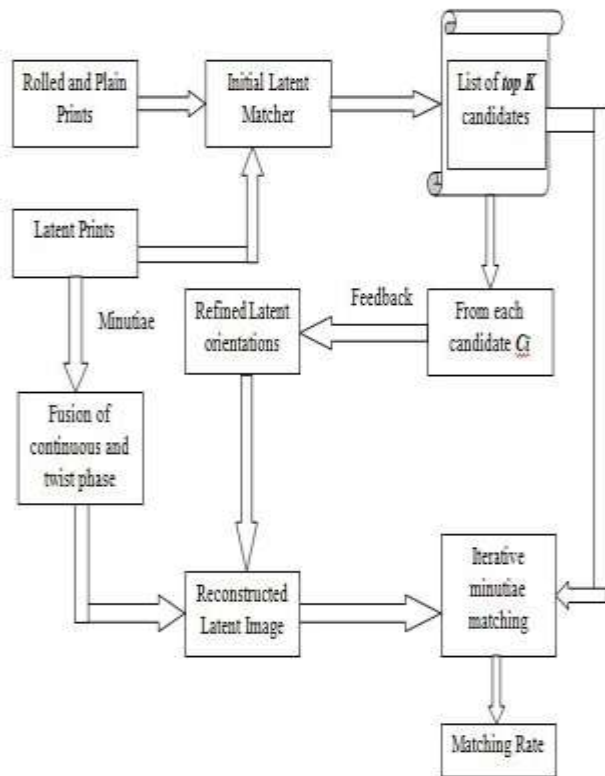 Rolled and Plain
Prints
Initial Latent
Matcher
List of top K
candidates
Latent Prints
Minutiae
Refined Latent
orientations
Feedback
From each
candidate Ci
Fusion of
continuous and
twist phase
Reconstructed
Latent Image
Iterative
minutiae
matching
Matching Rate